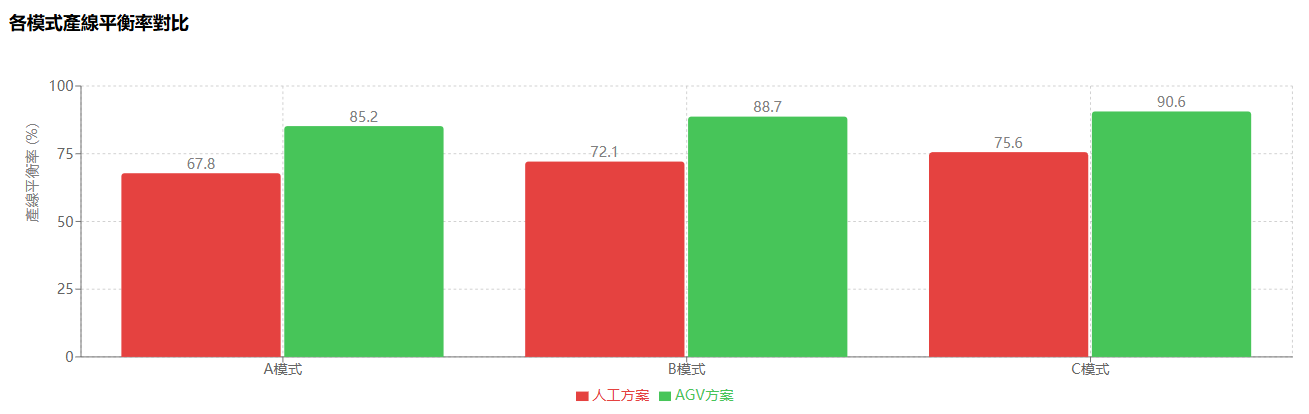 各模式產線平衡率對比
產線平衡率 (%)
100
75
50
25
0
67.8
85.2
72.1
88.7
75.6
90.6
A模式
B模式
C模式
人工方案
AGV方案